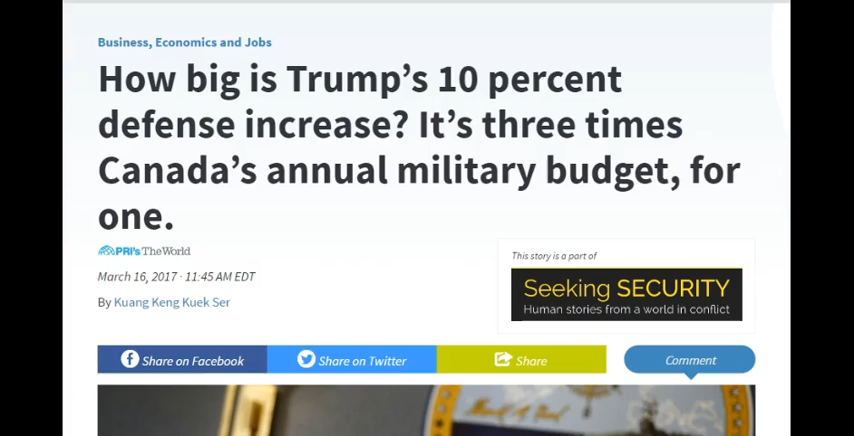 Business, Economics and Jobs
How big is Trump’s 10 percent
defense increase? It’s three times
Canada’s annual military budget, for
one.
PRI's TheWorld
March 16, 2017 · 11:45 AM EDT
By Kuang Keng Kuek Ser
This story is a part of
Seeking SECURITY
Human stories from a world in conflict
Share on Facebook
Share on Twitter
Share
Comment